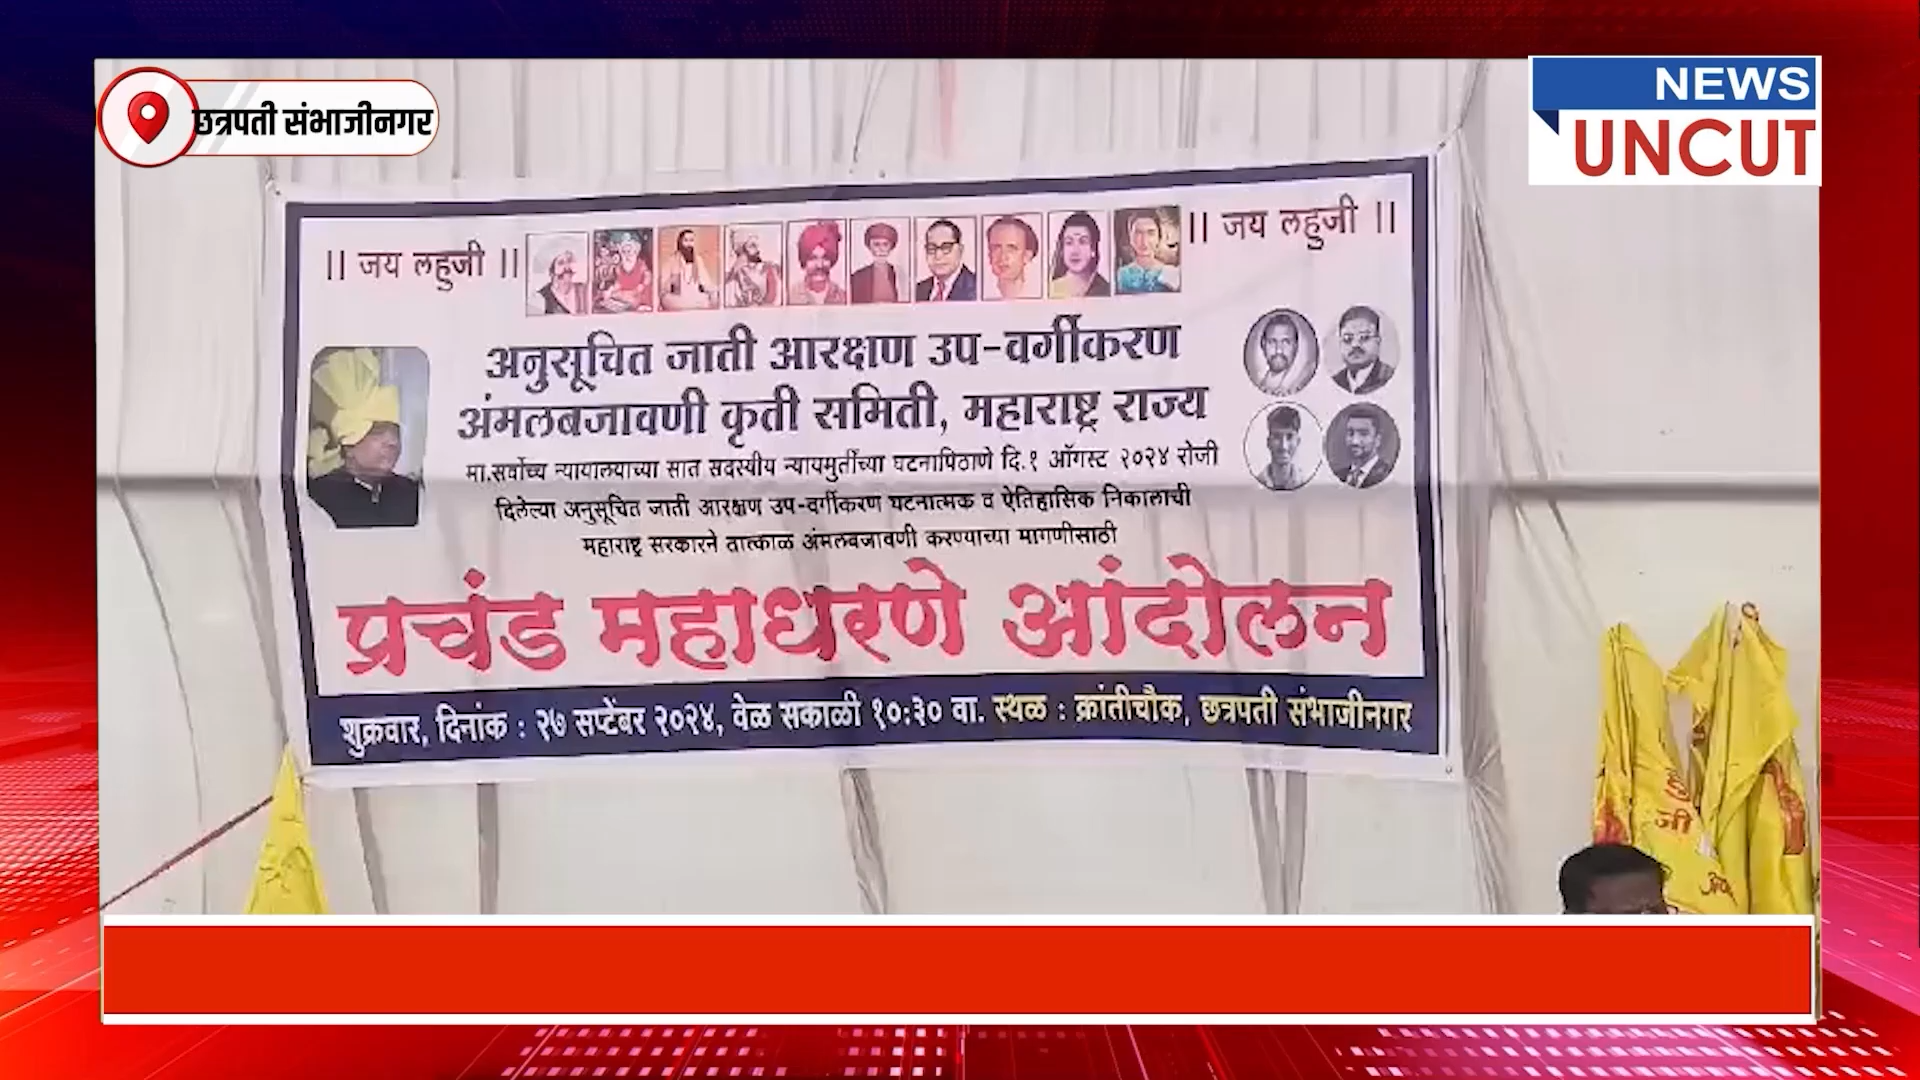 छत्रपती संभाजीनगर
NEWS
UNCUT
|| जय लहुजी ||
|| जय लहुजी ||
अनुसूचित जाती आरक्षण उप-वर्गीकरण
अंमलबजावणी कृती समिती, महाराष्ट्र राज्य
मा.सर्वोच्च न्यायालयाच्या सात सदस्यीय न्यायमुर्तीच्या घटनापिठाणे दि.१ ऑगस्ट २०२४ रोजी
दिलेल्या अनुसूचित जाती आरक्षण उप-वर्गीकरण घटनात्मक व ऐतिहासिक निकालाची
महाराष्ट्र सरकारने तात्काळ अंमलबजावणी करण्याच्या मागणीसाठी
प्रचंड महाधरणे आंदोलन
शुक्रवार, दिनांक : २७ सप्टेंबर २०२४, वेळ सकाळी १०:३० वा. स्थळ : क्रांतीचौक, छत्रपती संभाजीनगर
जी